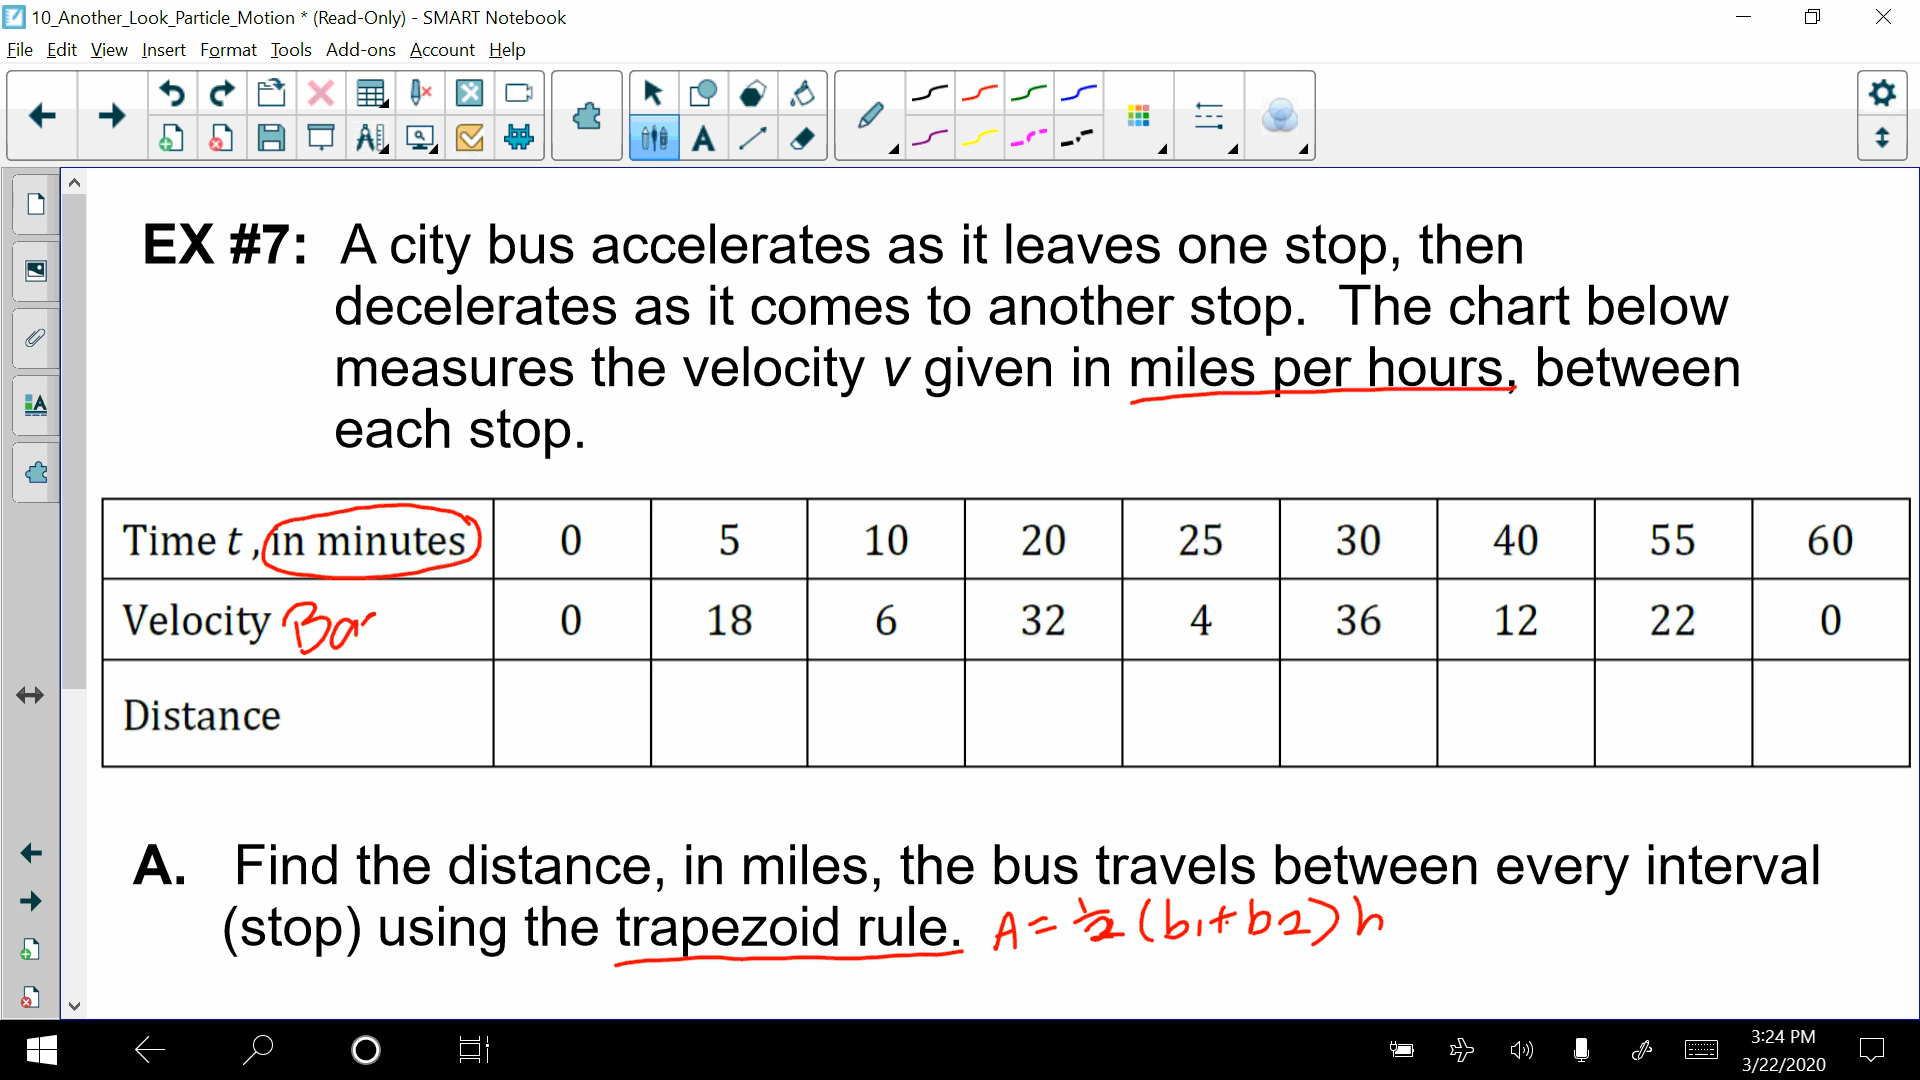 10_Another_Look_Particle_Motion * (Read-Only) - SMART Notebook
File Edit View Insert Format Tools Add-ons Account Help
EX #7: A city bus accelerates as it leaves one stop, then
decelerates as it comes to another stop. The chart below
measures the velocity v given in miles per hours, between
each stop.
Time t , in minutes 0 5 10 20 25 30 40 55 60
Velocity Bar 0 18 6 32 4 36 12 22 0
Distance
A. Find the distance, in miles, the bus travels between every interval
(stop) using the trapezoid rule. A = 1/2 (b1+b2)h
3:24 PM
3/22/2020